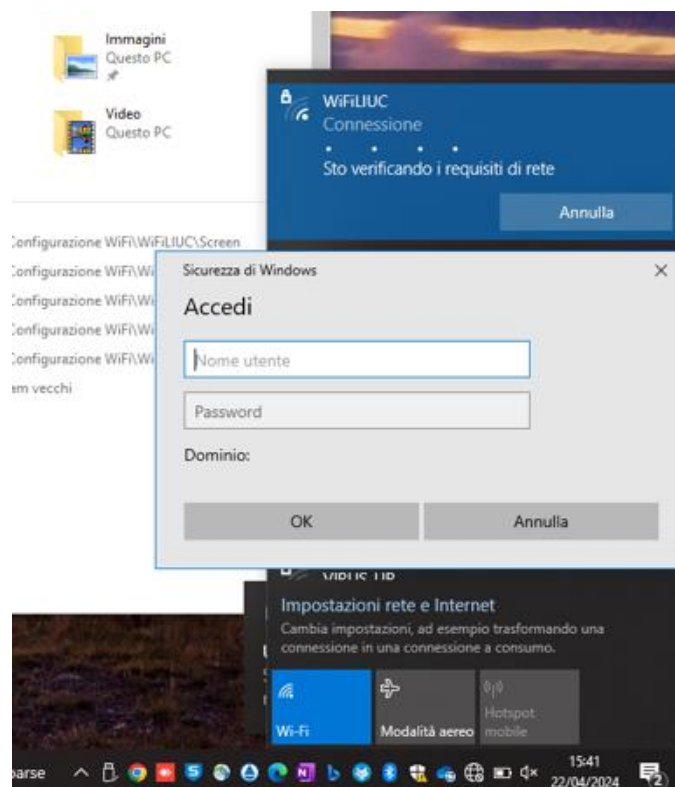 Immagini
Questo PC
Video
Questo PC
WiFiLIUC
Connessione
Sto verificando i requisiti di rete
Annulla
Configurazione WiFi\WiFiLIUC\Screen
Configurazione WiFi\Wi
Configurazione WiFi\Wi
Configurazione WiFi\Wi
Configurazione WiFi\Wi
am vecchi
Sicurezza di Windows
Accedi
Nome utente
Password
Dominio:
OK
Annulla
Impostazioni rete e Internet
Cambia impostazioni, ad esempio trasformando una
connessione in una connessione a consumo.
Wi-Fi
Modalità aereo
Hotspot
mobile
parse
15:41
22/04/2024
2